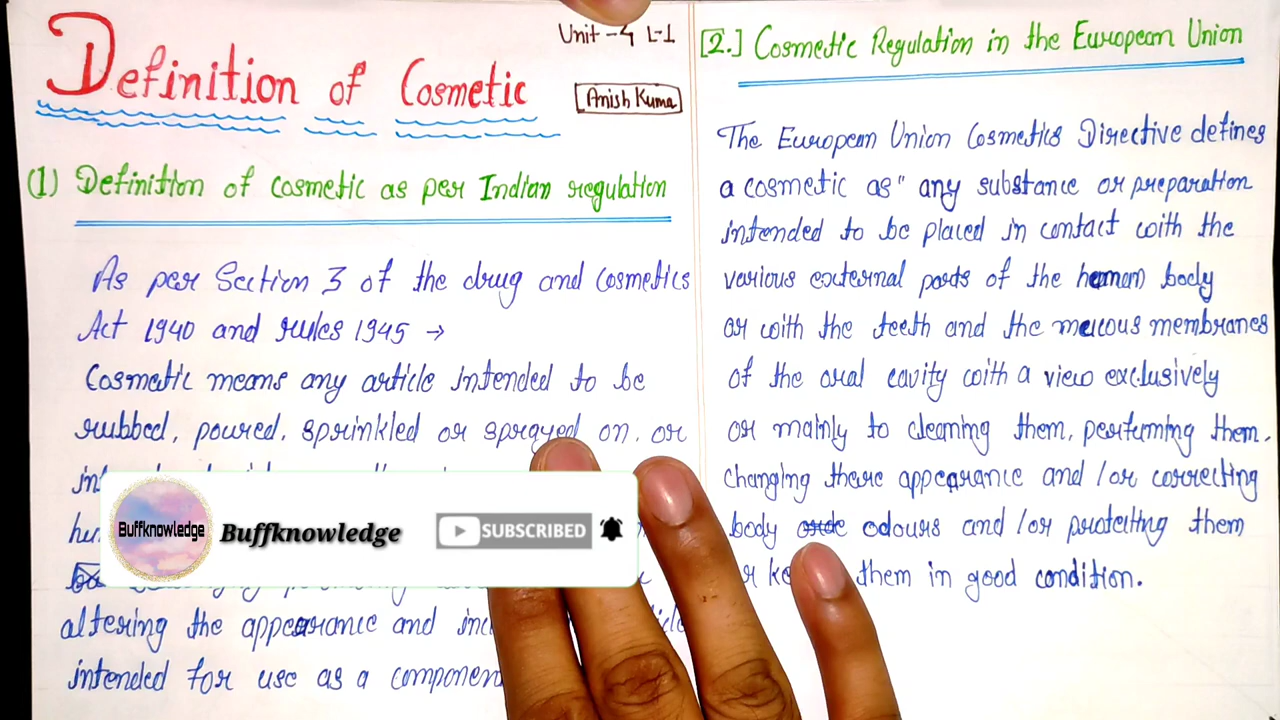 Definition of Cosmetic
Unit - 4 L-1
Anish Kuma
(1) Definition of cosmetic as per Indian regulation
As per Section 3 of the drug and cosmetics
Act 1940 and rules 1945 →
Cosmetic means any article intended to be
rubbed, poured, sprinkled or sprayed on, or
altering the appearance and
intended for use as a component
[2.] Cosmetic Regulation in the European Union
The European Union Cosmetics Directive defines
a cosmetic as " any substance or preparation
intended to be placed in contact with the
various external parts of the human body
or with the teeth and the mucous membranes
of the oral cavity with a view exclusively
or mainly to cleaning them, perfuming them,
changing there appearance and /or correcting
body odours and /or protecting them
them in good condition.
Buffknowledge
Buffknowledge
SUBSCRIBED